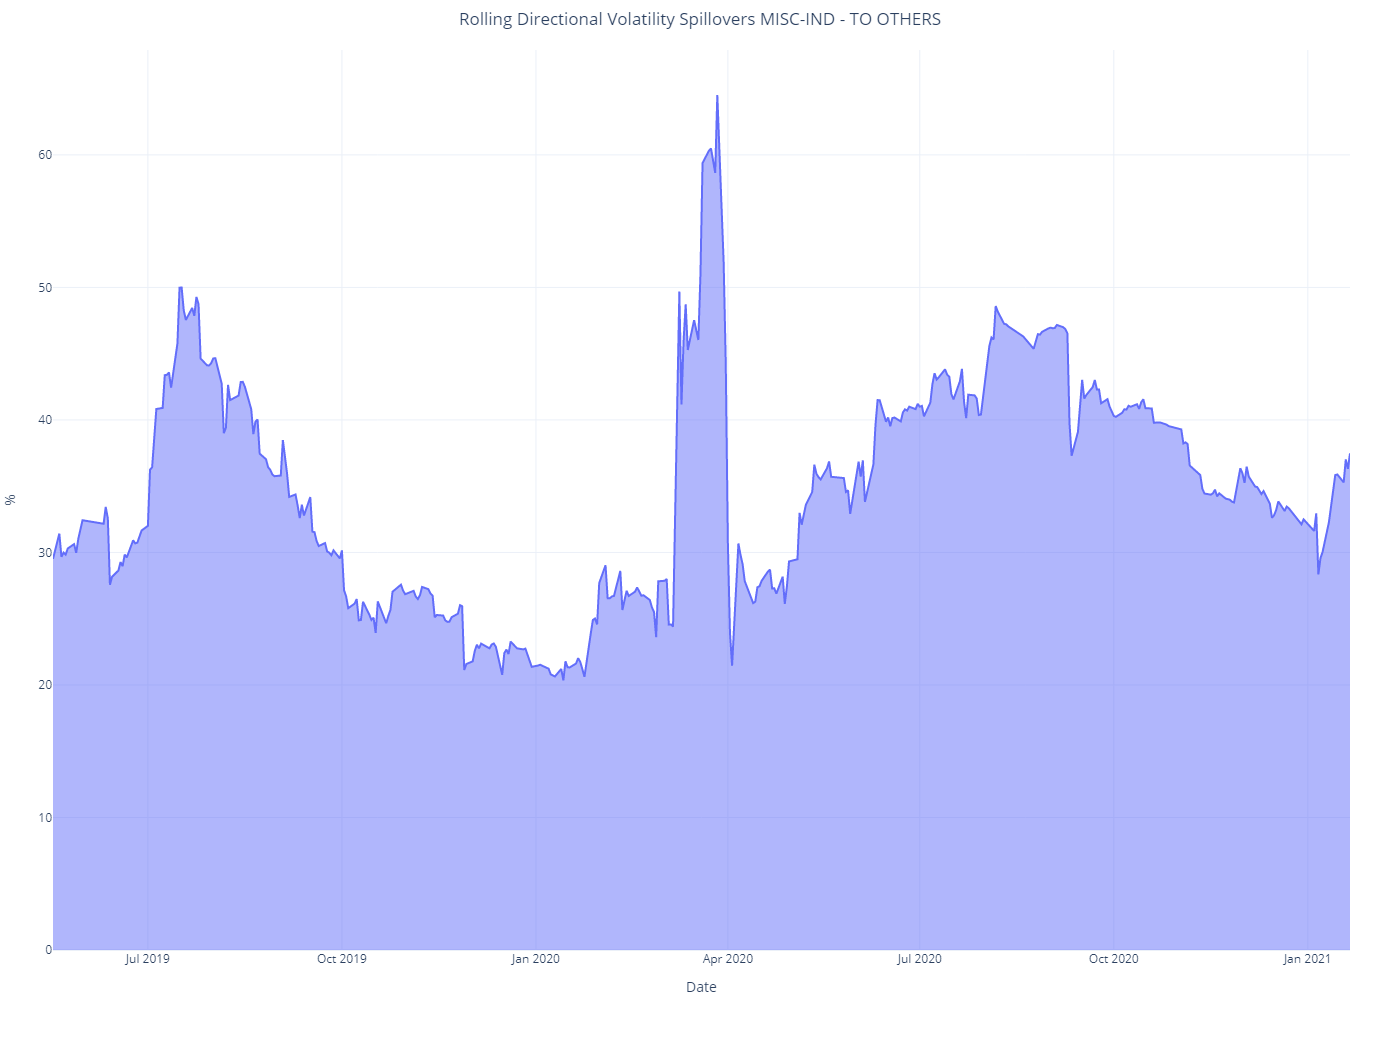 Rolling Directional Volatility Spillovers MISC-IND - TO OTHERS
60
50
40
30
20
10
0
%
Jul 2019 Oct 2019 Jan 2020 Apr 2020 Jul 2020 Oct 2020 Jan 2021
Date